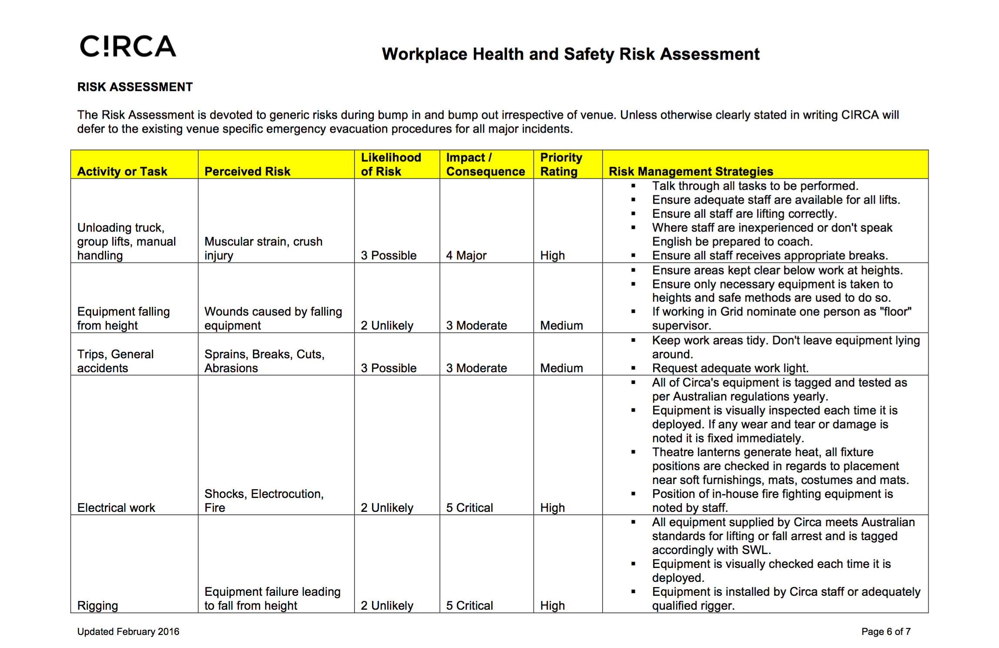 C!RCA
Workplace Health and Safety Risk Assessment
RISK ASSESSMENT
The Risk Assessment is devoted to generic risks during bump in and bump out irrespective of venue. Unless otherwise clearly stated in writing CIRCA will
defer to the existing venue specific emergency evacuation procedures for all major incidents.
Activity or Task
Perceived Risk
Likelihood
of Risk
Impact /
Consequence
Priority
Rating
Risk Management Strategies
Unloading truck,
group lifts, manual
handling
Muscular strain, crush
injury
3 Possible
4 Major
High
▪ Talk through all tasks to be performed.
▪ Ensure adequate staff are available for all lifts.
▪ Ensure all staff are lifting correctly.
▪ Where staff are inexperienced or don't speak
English be prepared to coach.
▪ Ensure all staff receives appropriate breaks.
Equipment falling
from height
Wounds caused by falling
equipment
2 Unlikely
3 Moderate
Medium
▪ Ensure areas kept clear below work at heights.
▪ Ensure only necessary equipment is taken to
heights and safe methods are used to do so.
▪ If working in Grid nominate one person as "floor"
supervisor.
Trips, General
accidents
Sprains, Breaks, Cuts,
Abrasions
3 Possible
3 Moderate
Medium
▪ Keep work areas tidy. Don't leave equipment lying
around.
▪ Request adequate work light.
Electrical work
Shocks, Electrocution,
Fire
2 Unlikely
5 Critical
High
▪ All of Circa's equipment is tagged and tested as
per Australian regulations yearly.
▪ Equipment is visually inspected each time it is
deployed. If any wear and tear or damage is
noted it is fixed immediately.
▪ Theatre lanterns generate heat, all fixture
positions are checked in regards to placement
near soft furnishings, mats, costumes and mats.
▪ Position of in-house fire fighting equipment is
noted by staff.
Rigging
Equipment failure leading
to fall from height
2 Unlikely
5 Critical
High
▪ All equipment supplied by Circa meets Australian
standards for lifting or fall arrest and is tagged
accordingly with SWL.
▪ Equipment is visually checked each time it is
deployed.
▪ Equipment is installed by Circa staff or adequately
qualified rigger.
Updated February 2016
Page 6 of 7